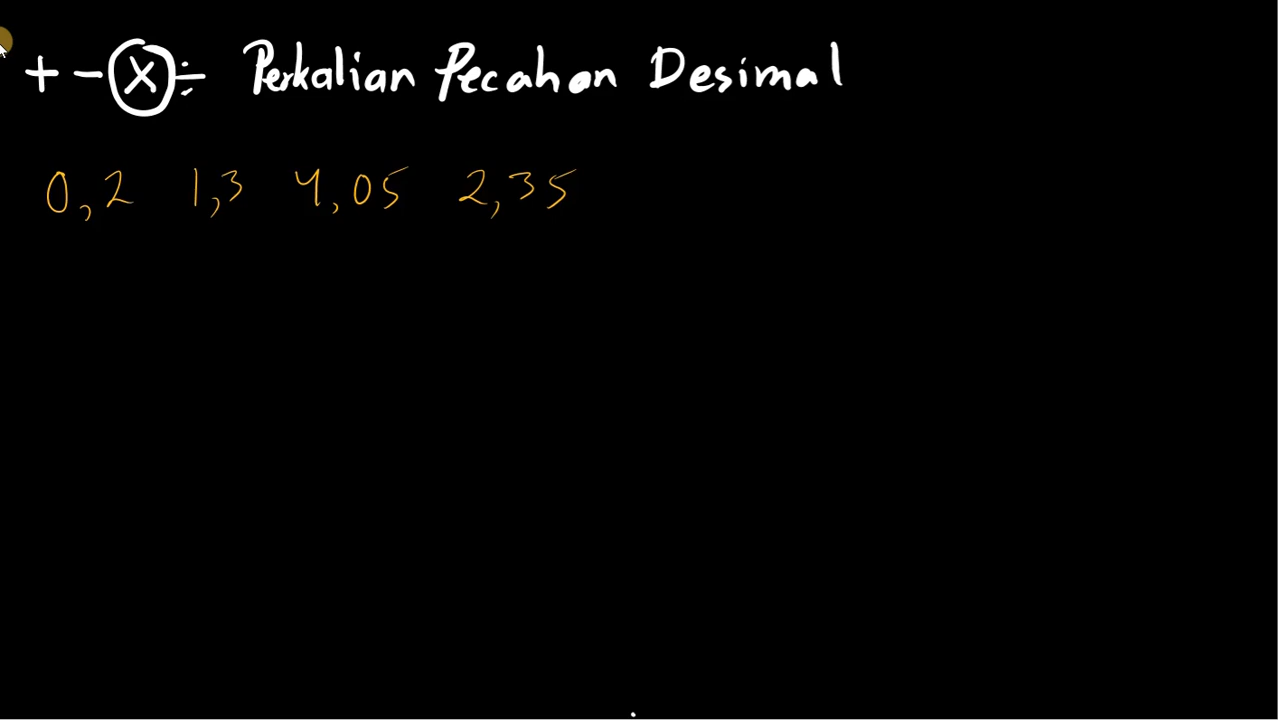 + - × ÷ Perkalian Pecahan Desimal
0,2 1,3 4,05 2,35